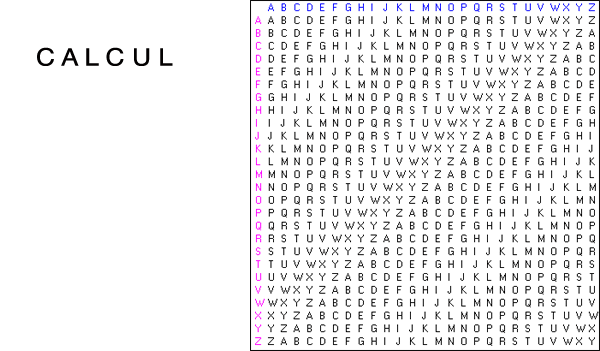 CALCUL
A B C D E F G H I J K L M N O P Q R S T U V W X Y Z
A A B C D E F G H I J K L M N O P Q R S T U V W X Y Z
B B C D E F G H I J K L M N O P Q R S T U V W X Y Z A
C C D E F G H I J K L M N O P Q R S T U V W X Y Z A B
D D E F G H I J K L M N O P Q R S T U V W X Y Z A B C
E E F G H I J K L M N O P Q R S T U V W X Y Z A B C D
F F G H I J K L M N O P Q R S T U V W X Y Z A B C D E
G G H I J K L M N O P Q R S T U V W X Y Z A B C D E F
H H I J K L M N O P Q R S T U V W X Y Z A B C D E F G
I I J K L M N O P Q R S T U V W X Y Z A B C D E F G H
J J K L M N O P Q R S T U V W X Y Z A B C D E F G H I
K K L M N O P Q R S T U V W X Y Z A B C D E F G H I J
L L M N O P Q R S T U V W X Y Z A B C D E F G H I J K
M M N O P Q R S T U V W X Y Z A B C D E F G H I J K L
N N O P Q R S T U V W X Y Z A B C D E F G H I J K L M
O O P Q R S T U V W X Y Z A B C D E F G H I J K L M N
P P Q R S T U V W X Y Z A B C D E F G H I J K L M N O
Q Q R S T U V W X Y Z A B C D E F G H I J K L M N O P
R R S T U V W X Y Z A B C D E F G H I J K L M N O P Q
S S T U V W X Y Z A B C D E F G H I J K L M N O P Q R
T T U V W X Y Z A B C D E F G H I J K L M N O P Q R S
U U V W X Y Z A B C D E F G H I J K L M N O P Q R S T
V V W X Y Z A B C D E F G H I J K L M N O P Q R S T U
W W X Y Z A B C D E F G H I J K L M N O P Q R S T U V
X X Y Z A B C D E F G H I J K L M N O P Q R S T U V W
Y Y Z A B C D E F G H I J K L M N O P Q R S T U V W X
Z Z A B C D E F G H I J K L M N O P Q R S T U V W X Y